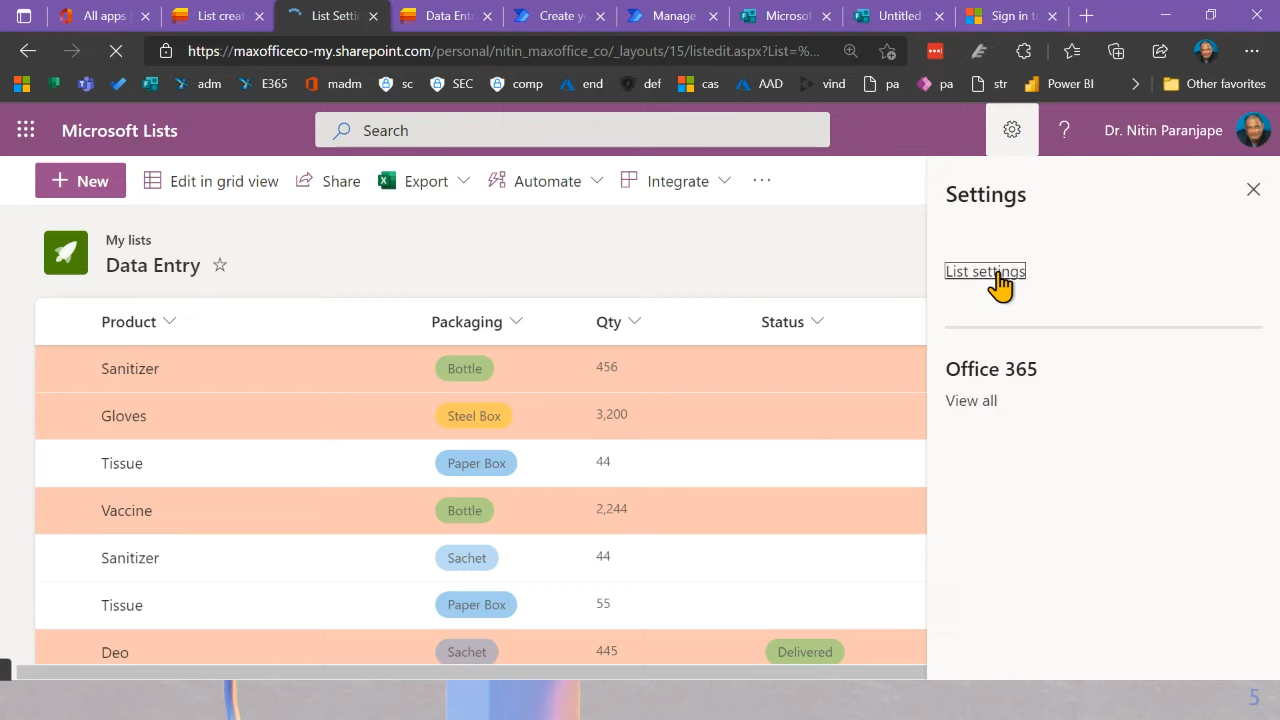 All apps
List creat
List Setti
Data Entr
Create yo
Manage
Microsof
Untitled
Sign in to
https://maxofficeco-my.sharepoint.com/personal/nitin_maxoffice_co/_layouts/15/listedit.aspx?List=%...
adm
E365
madm
sc
SEC
comp
end
def
cas
AAD
vind
pa
pa
str
Power BI
Other favorites
Microsoft Lists
Search
?
Dr. Nitin Paranjape
+ New
Edit in grid view
Share
Export
Automate
Integrate
...
Settings
My lists
Data Entry
List settings
Product
Packaging
Qty
Status
Sanitizer
Bottle
456
Office 365
View all
Gloves
Steel Box
3,200
Tissue
Paper Box
44
Vaccine
Bottle
2,244
Sanitizer
Sachet
44
Tissue
Paper Box
55
Deo
Sachet
445
Delivered
5